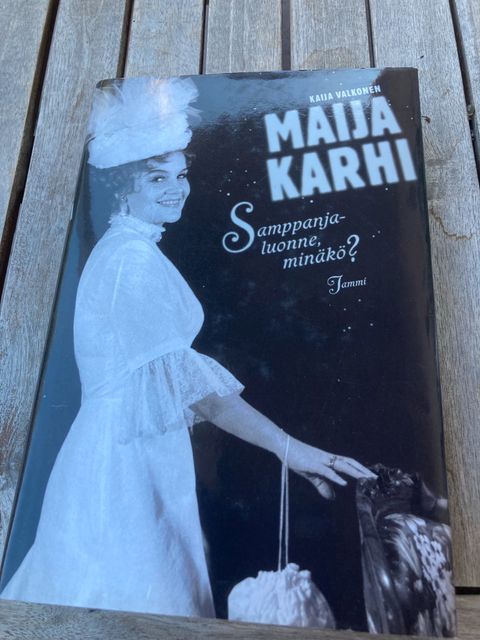 KAIJA VALKONEN
MAIJA
KARHI
Samppanja-
luonne,
minäkö?
Tammi